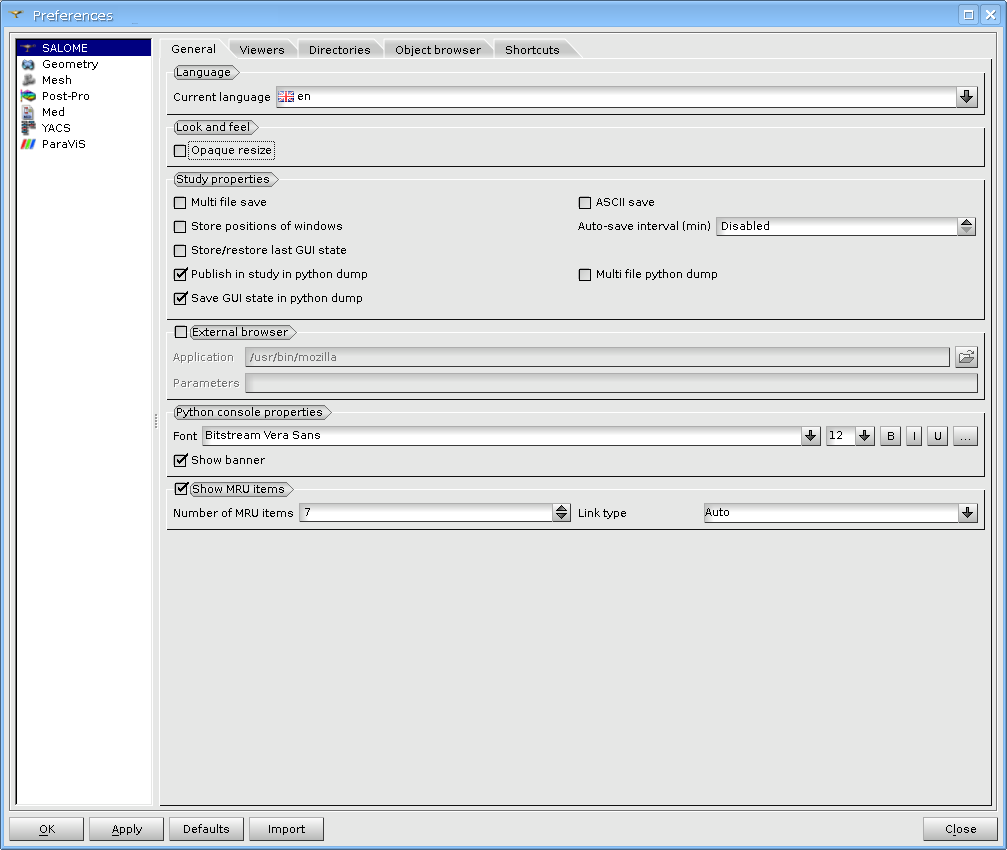 Preferences
SALOME
Geometry
Mesh
Post-Pro
Med
YACS
ParaViS
General Viewers Directories Object browser Shortcuts
Language
Current language en
Look and feel
Opaque resize
Study properties
Multi file save ASCII save
Store positions of windows Auto-save interval (min) Disabled
Store/restore last GUI state
Publish in study in python dump Multi file python dump
Save GUI state in python dump
External browser
Application /usr/bin/mozilla
Parameters
Python console properties
Font Bitstream Vera Sans 12 B I U ...
Show banner
Show MRU items
Number of MRU items 7 Link type Auto
OK Apply Defaults Import Close